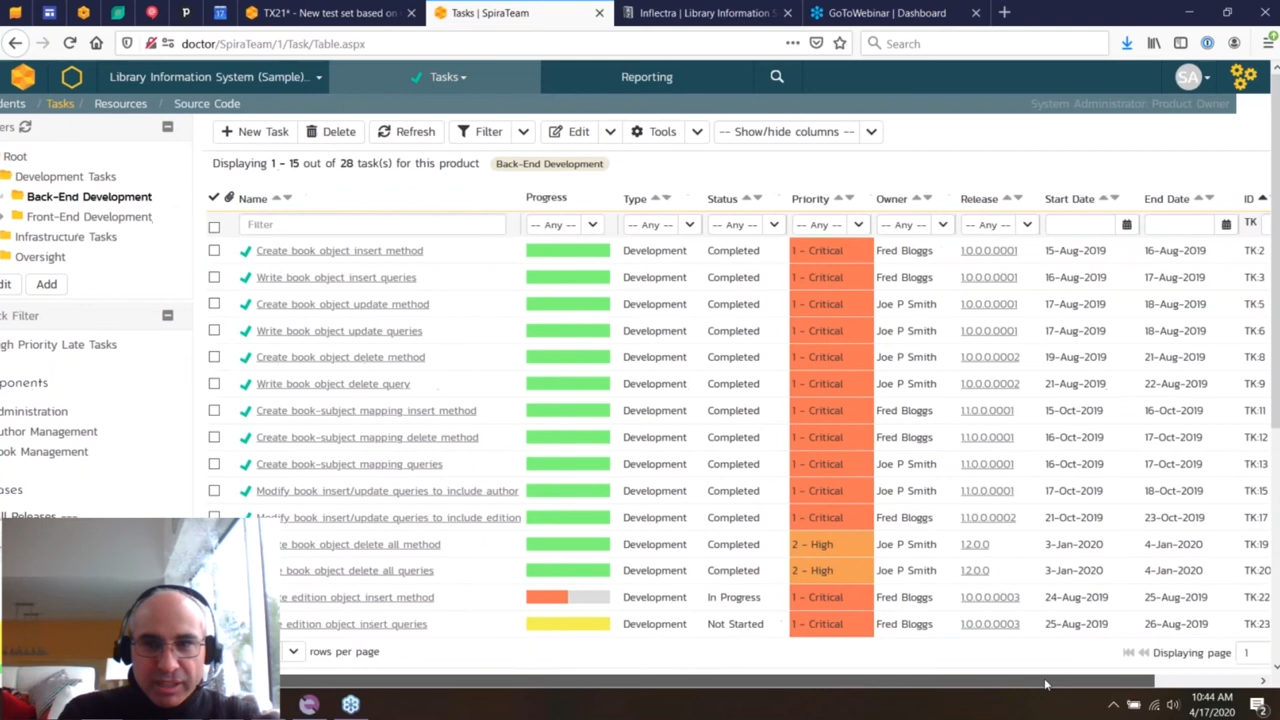 TX21* - New test set based on
Tasks | SpiraTeam
Inflectra | Library Information S
GoToWebinar | Dashboard
doctor/SpiraTeam/1/Task/Table.aspx
Search
Library Information System (Sample)...
Tasks
Reporting
SA
dents / Tasks Resources Source Code
System Administrator: Product Owner
ers
New Task Delete Refresh Filter Edit Tools -- Show/hide columns --
Root
Development Tasks
Back-End Development
Front-End Development
Infrastructure Tasks
Oversight
dit Add
ck Filter
gh Priority Late Tasks
ponents
dministration
uthor Management
ook Management
ases
Displaying 1 - 15 out of 28 task(s) for this product Back-End Development
Name Progress Type Status Priority Owner Release Start Date End Date ID
Filter -- Any -- -- Any -- -- Any -- -- Any -- -- Any -- -- Any -- TK
Create book object insert method Development Completed 1 - Critical Fred Bloggs 1.0.0.0.0001 15-Aug-2019 16-Aug-2019 TK:2
Write book object insert queries Development Completed 1 - Critical Fred Bloggs 1.0.0.0.0001 16-Aug-2019 17-Aug-2019 TK:3
Create book object update method Development Completed 1 - Critical Joe P Smith 1.0.0.0.0001 17-Aug-2019 18-Aug-2019 TK:5
Write book object update queries Development Completed 1 - Critical Joe P Smith 1.0.0.0.0001 17-Aug-2019 18-Aug-2019 TK:6
Create book object delete method Development Completed 1 - Critical Joe P Smith 1.0.0.0.0002 19-Aug-2019 21-Aug-2019 TK:8
Write book object delete query Development Completed 1 - Critical Joe P Smith 1.0.0.0.0002 21-Aug-2019 22-Aug-2019 TK:9
Create book-subject mapping insert method Development Completed 1 - Critical Fred Bloggs 1.1.0.0.0001 15-Oct-2019 16-Oct-2019 TK:11
Create book-subject mapping delete method Development Completed 1 - Critical Fred Bloggs 1.1.0.0.0001 16-Oct-2019 17-Oct-2019 TK:12
Create book-subject mapping queries Development Completed 1 - Critical Joe P Smith 1.1.0.0.0001 16-Oct-2019 17-Oct-2019 TK:13
Modify book insert/update queries to include author Development Completed 1 - Critical Joe P Smith 1.1.0.0.0001 17-Oct-2019 18-Oct-2019 TK:15
Modify book insert/update queries to include edition Development Completed 1 - Critical Fred Bloggs 1.1.0.0.0002 21-Oct-2019 23-Oct-2019 TK:17
te book object delete all method Development Completed 2 - High Joe P Smith 1.2.0.0 3-Jan-2020 4-Jan-2020 TK:19
book object delete all queries Development Completed 2 - High Joe P Smith 1.2.0.0 3-Jan-2020 4-Jan-2020 TK:20
te edition object insert method Development In Progress 1 - Critical Fred Bloggs 1.0.0.0.0003 24-Aug-2019 25-Aug-2019 TK:22
edition object insert queries Development Not Started 1 - Critical Fred Bloggs 1.0.0.0.0003 25-Aug-2019 26-Aug-2019 TK:23
rows per page
Displaying page 1
10:44 AM
4/17/2020
2